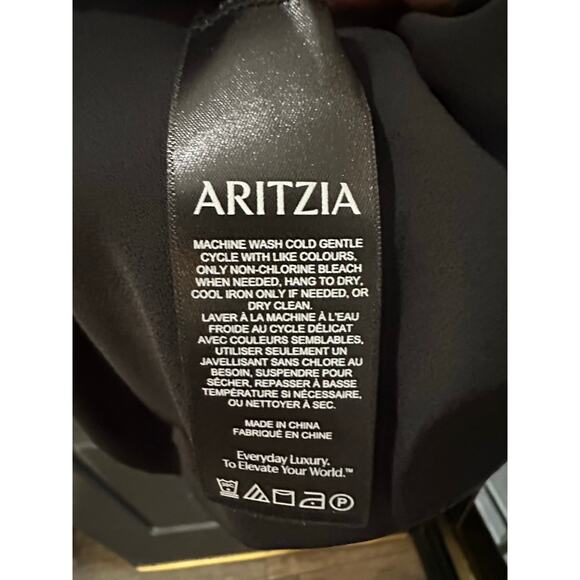 ARITZIA
MACHINE WASH COLD GENTLE
CYCLE WITH LIKE COLOURS,
ONLY NON-CHLORINE BLEACH
WHEN NEEDED, HANG TO DRY,
COOL IRON ONLY IF NEEDED, OR
DRY CLEAN.
LAVER À LA MACHINE À L'EAU
FROIDE AU CYCLE DÉLICAT
AVEC COULEURS SEMBLABLES,
UTILISER SEULEMENT UN
JAVELLISANT SANS CHLORE AU
BESOIN, SUSPENDRE POUR
SÉCHER, REPASSER À BASSE
TEMPÉRATURE SI NÉCESSAIRE,
OU NETTOYER À SEC.
MADE IN CHINA
FABRIQUÉ EN CHINE
Everyday Luxury.
To Elevate Your World.™
P